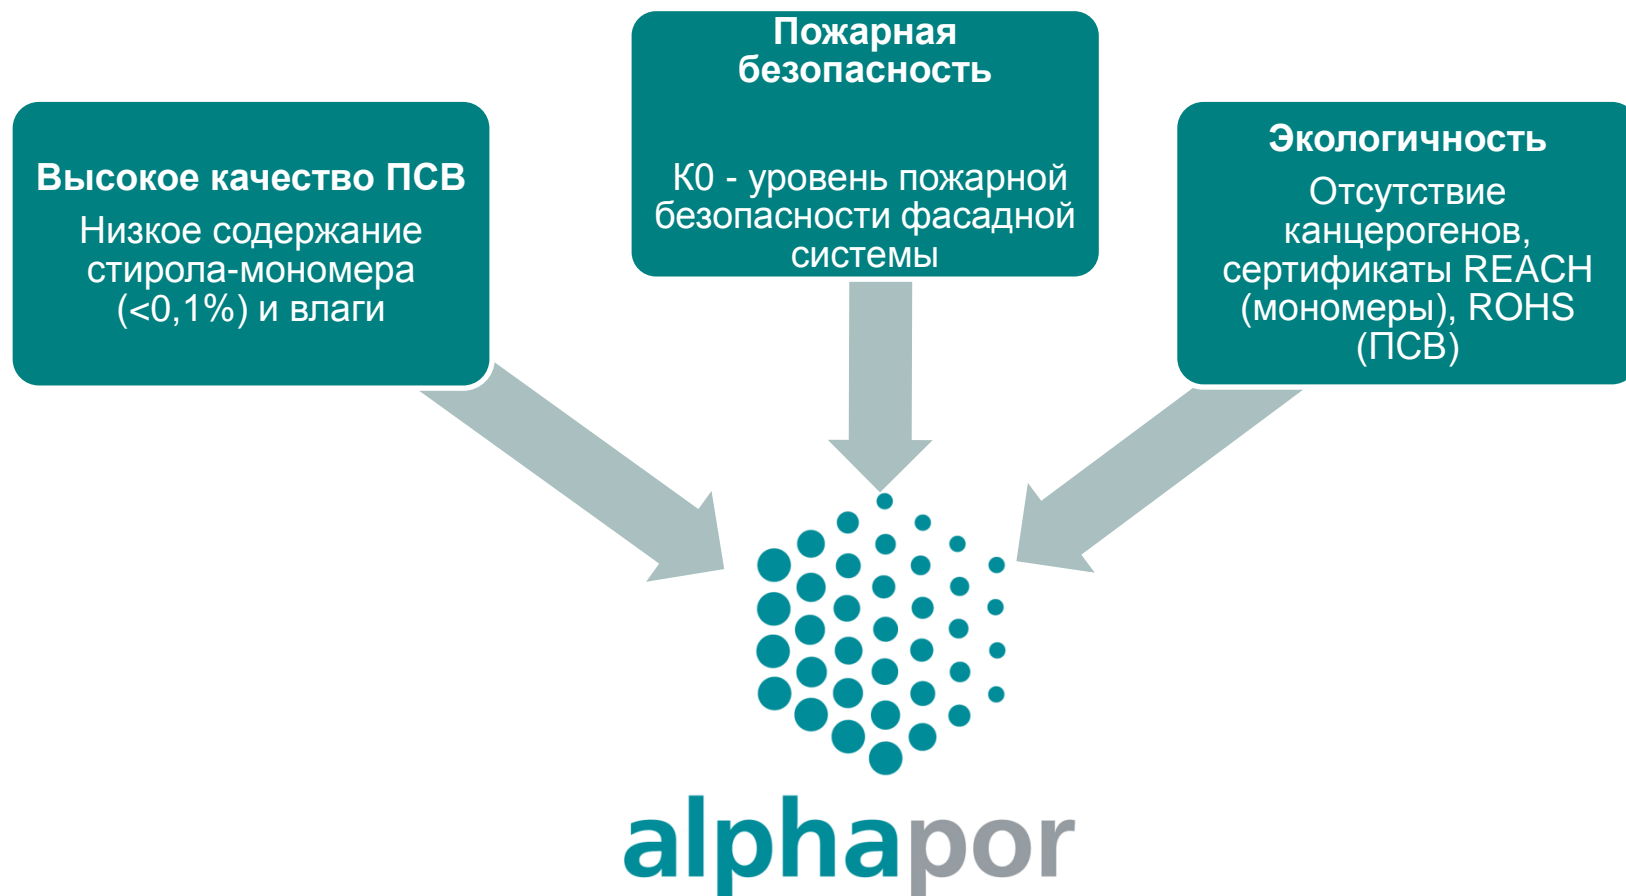 Высокое качество ПСВ
Низкое содержание
стирола-мономера
(<0,1%) и влаги
Пожарная
безопасность
К0 - уровень пожарной
безопасности фасадной
системы
Экологичность
Отсутствие
канцерогенов,
сертификаты REACH
(мономеры), ROHS
(ПСВ)
alphapor